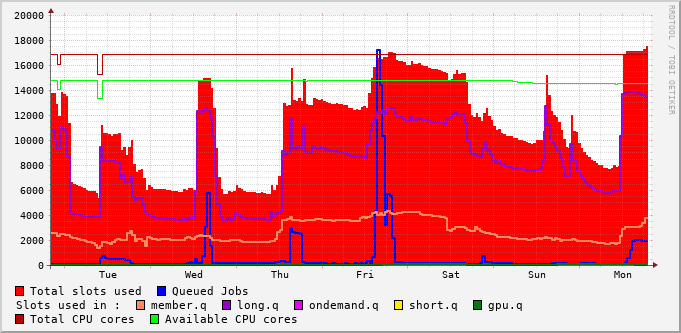 20000
18000
16000
14000
12000
10000
8000
6000
4000
2000
0
Tue Wed Thu Fri Sat Sun Mon
RRDTOOL / TOBI OETIKER
Total slots used Queued Jobs
Slots used in : member.q long.q ondemand.q short.q gpu.q
Total CPU cores Available CPU cores